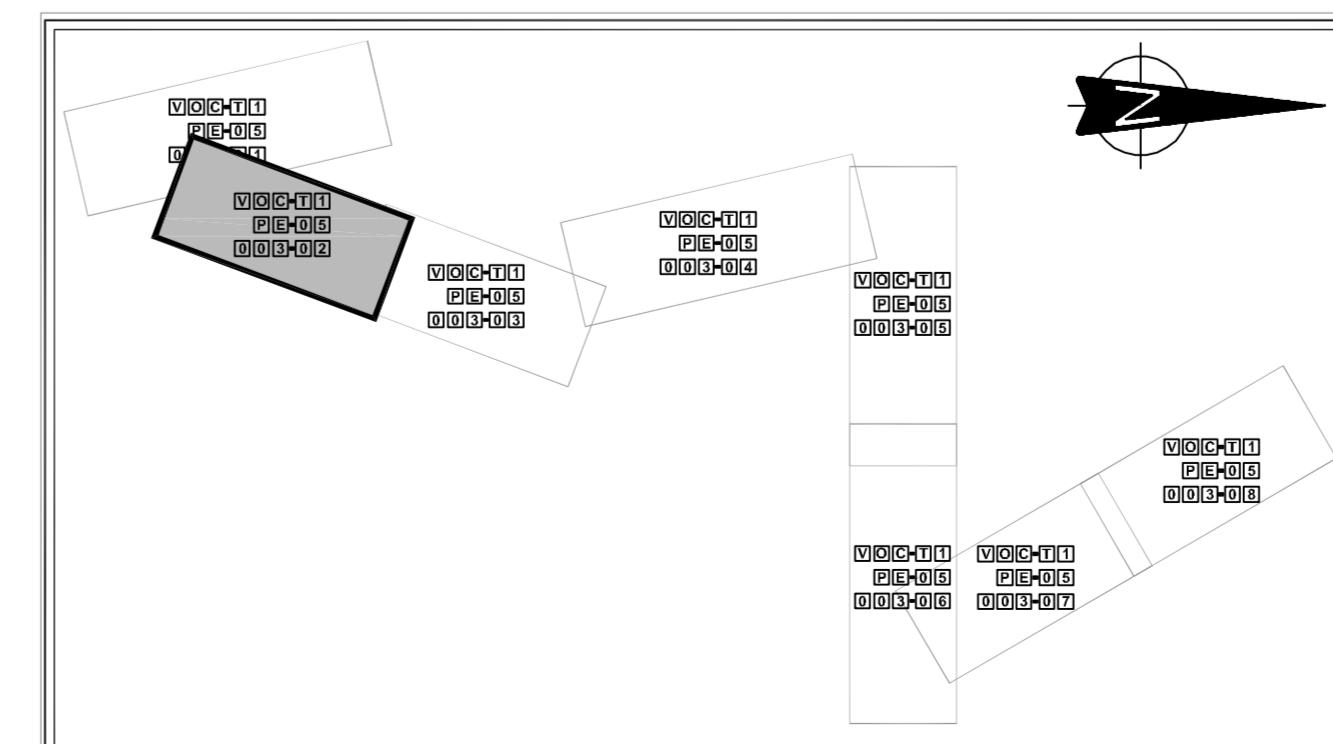 VOC-T1
PE-05
N
VOC-T1
PE-05
003-02
VOC-T1
PE-05
003-04
VOC-T1
PE-05
003-03
VOC-T1
PE-05
003-05
VOC-T1
PE-05
003-08
VOC-T1
PE-05
003-06
VOC-T1
PE-05
003-07